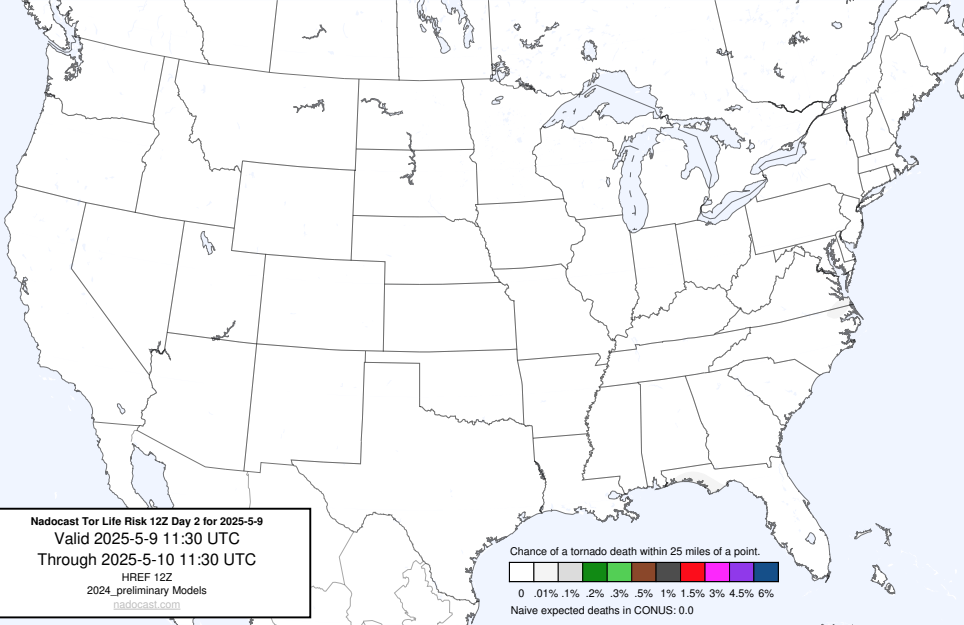 Nadocast Tor Life Risk 12Z Day 2 for 2025-5-9
Valid 2025-5-9 11:30 UTC
Through 2025-5-10 11:30 UTC
HREF 12Z
2024_preliminary Models
nadocast.com
Chance of a tornado death within 25 miles of a point.
0 .01% .1% .2% .3% .5% 1% 1.5% 3% 4.5% 6%
Naive expected deaths in CONUS: 0.0